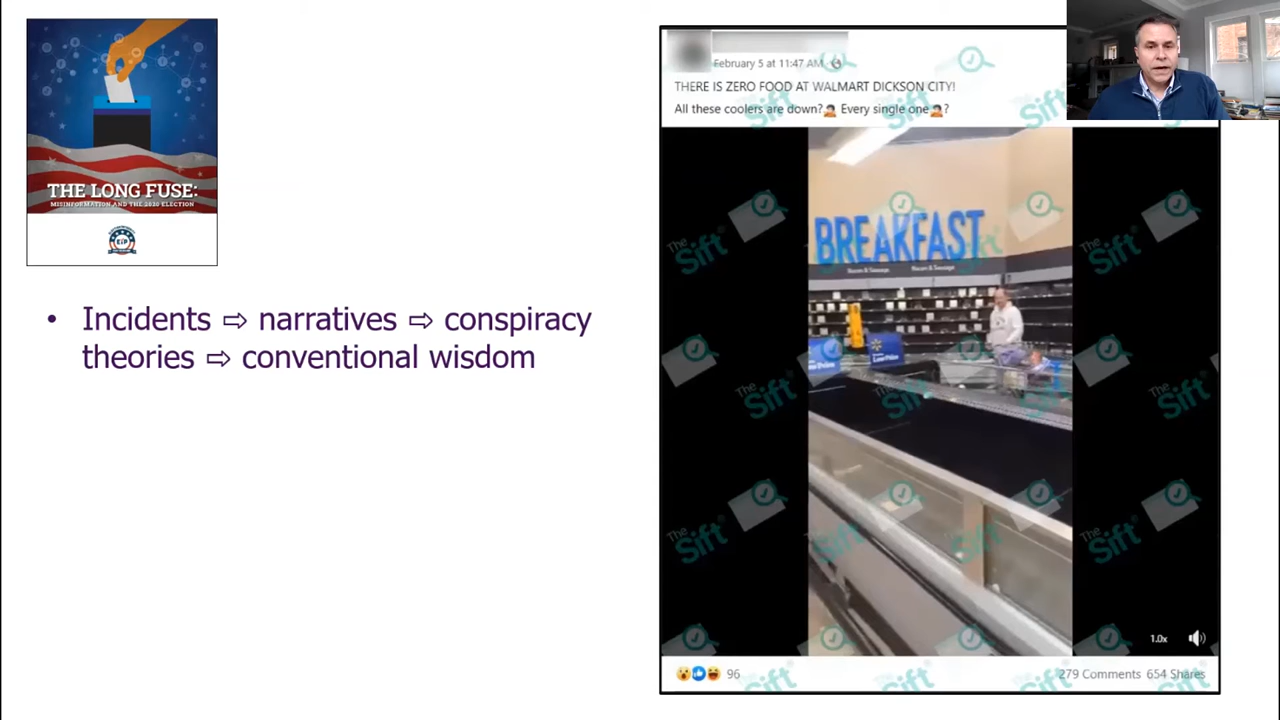 THE LONG FUSE:
MISINFORMATION AND THE 2020 ELECTION
EIP
• Incidents ⇨ narratives ⇨ conspiracy
theories ⇨ conventional wisdom
February 5 at 11:47 AM
THERE IS ZERO FOOD AT WALMART DICKSON CITY!
All these coolers are down?🤦 Every single one🤦?
BREAKFAST
Bacon & Sausage Bacon & Sausage
The Sift®
1.0x
96
279 Comments 654 Shares